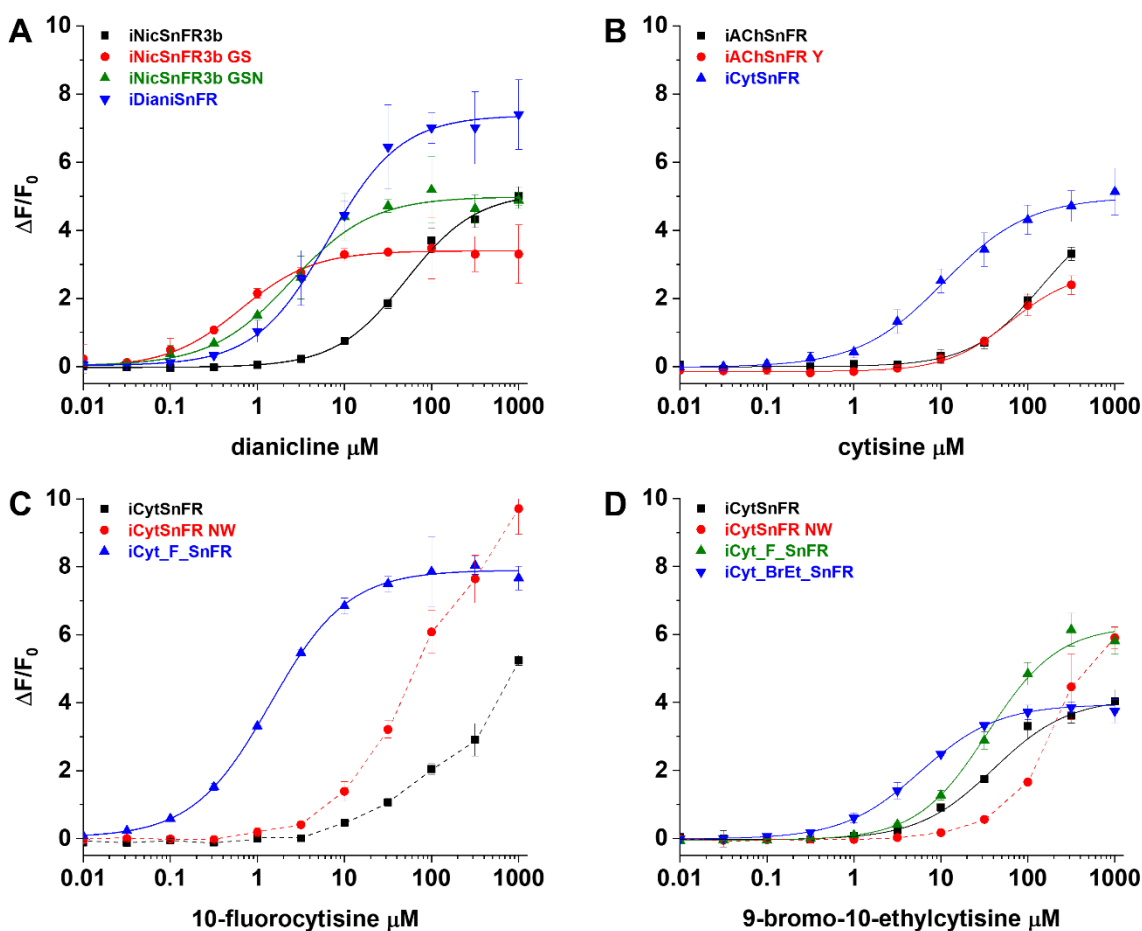 A
iNicSnFR3b
iNicSnFR3b GS
iNicSnFR3b GSN
iDianiSnFR
ΔF/F0
10
8
6
4
2
0
0.01 0.1 1 10 100 1000
dianicline μM
B
iAChSnFR
iAChSnFR Y
iCytSnFR
10
8
6
4
2
0
0.01 0.1 1 10 100 1000
cytisine μM
C
iCytSnFR
iCytSnFR NW
iCyt_F_SnFR
ΔF/F0
10
8
6
4
2
0
0.01 0.1 1 10 100 1000
10-fluorocytisine μM
D
iCytSnFR
iCytSnFR NW
iCyt_F_SnFR
iCyt_BrEt_SnFR
10
8
6
4
2
0
0.01 0.1 1 10 100 1000
9-bromo-10-ethylcytisine μM